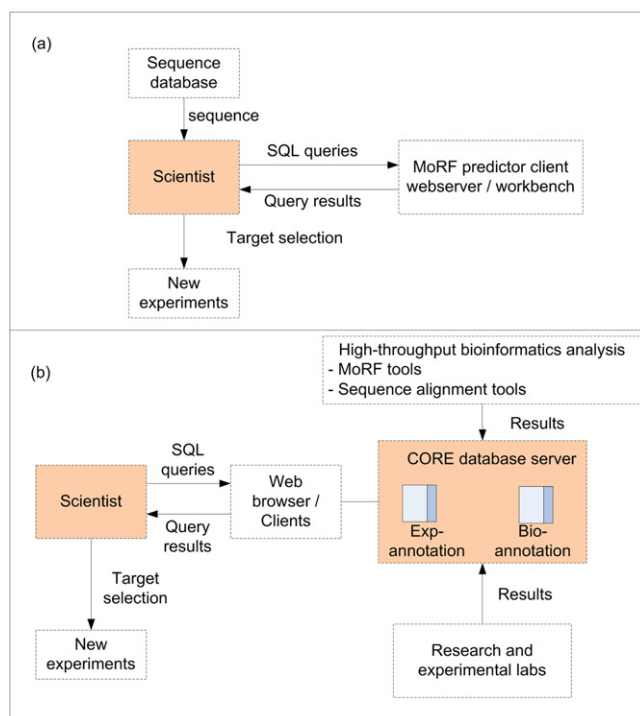 (a)
Sequence
database
sequence
SQL queries
Scientist
MoRF predictor client
webserver / workbench
Query results
Target selection
New
experiments
(b)
High-throughput bioinformatics analysis
- MoRF tools
- Sequence alignment tools
Results
SQL
queries
CORE database server
Scientist
Web
browser /
Clients
Query
results
Exp-
annotation
Bio-
annotation
Target
selection
Results
New
experiments
Research and
experimental labs